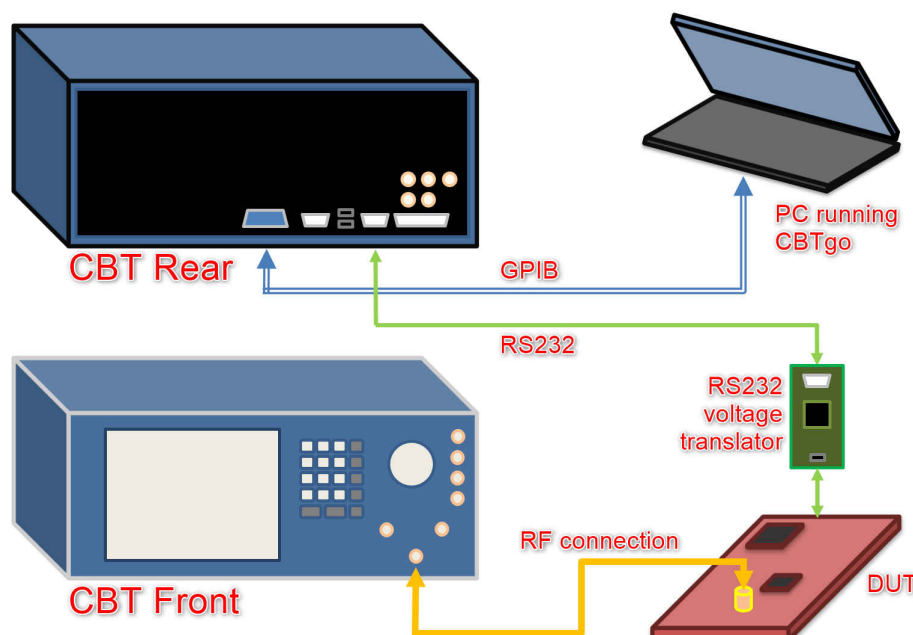 PC running
CBTgo
CBT Rear
GPIB
RS232
RS232
voltage
translator
RF connection
DUT
CBT Front